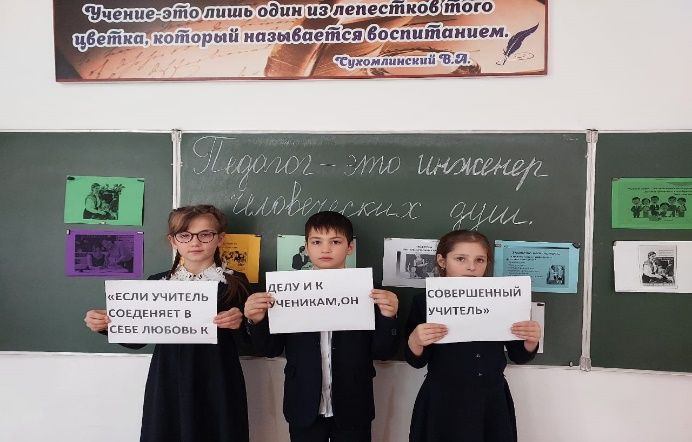 Учение-это лишь один из лепестков того
цветка, который называется воспитанием.
Сухомлинский В.А.
Педагог - это инженер
человеческих душ.
«ЕСЛИ УЧИТЕЛЬ
СОЕДЕНЯЕТ В
СЕБЕ ЛЮБОВЬ К
ДЕЛУ И К
УЧЕНИКАМ,ОН
СОВЕРШЕННЫЙ
УЧИТЕЛЬ»